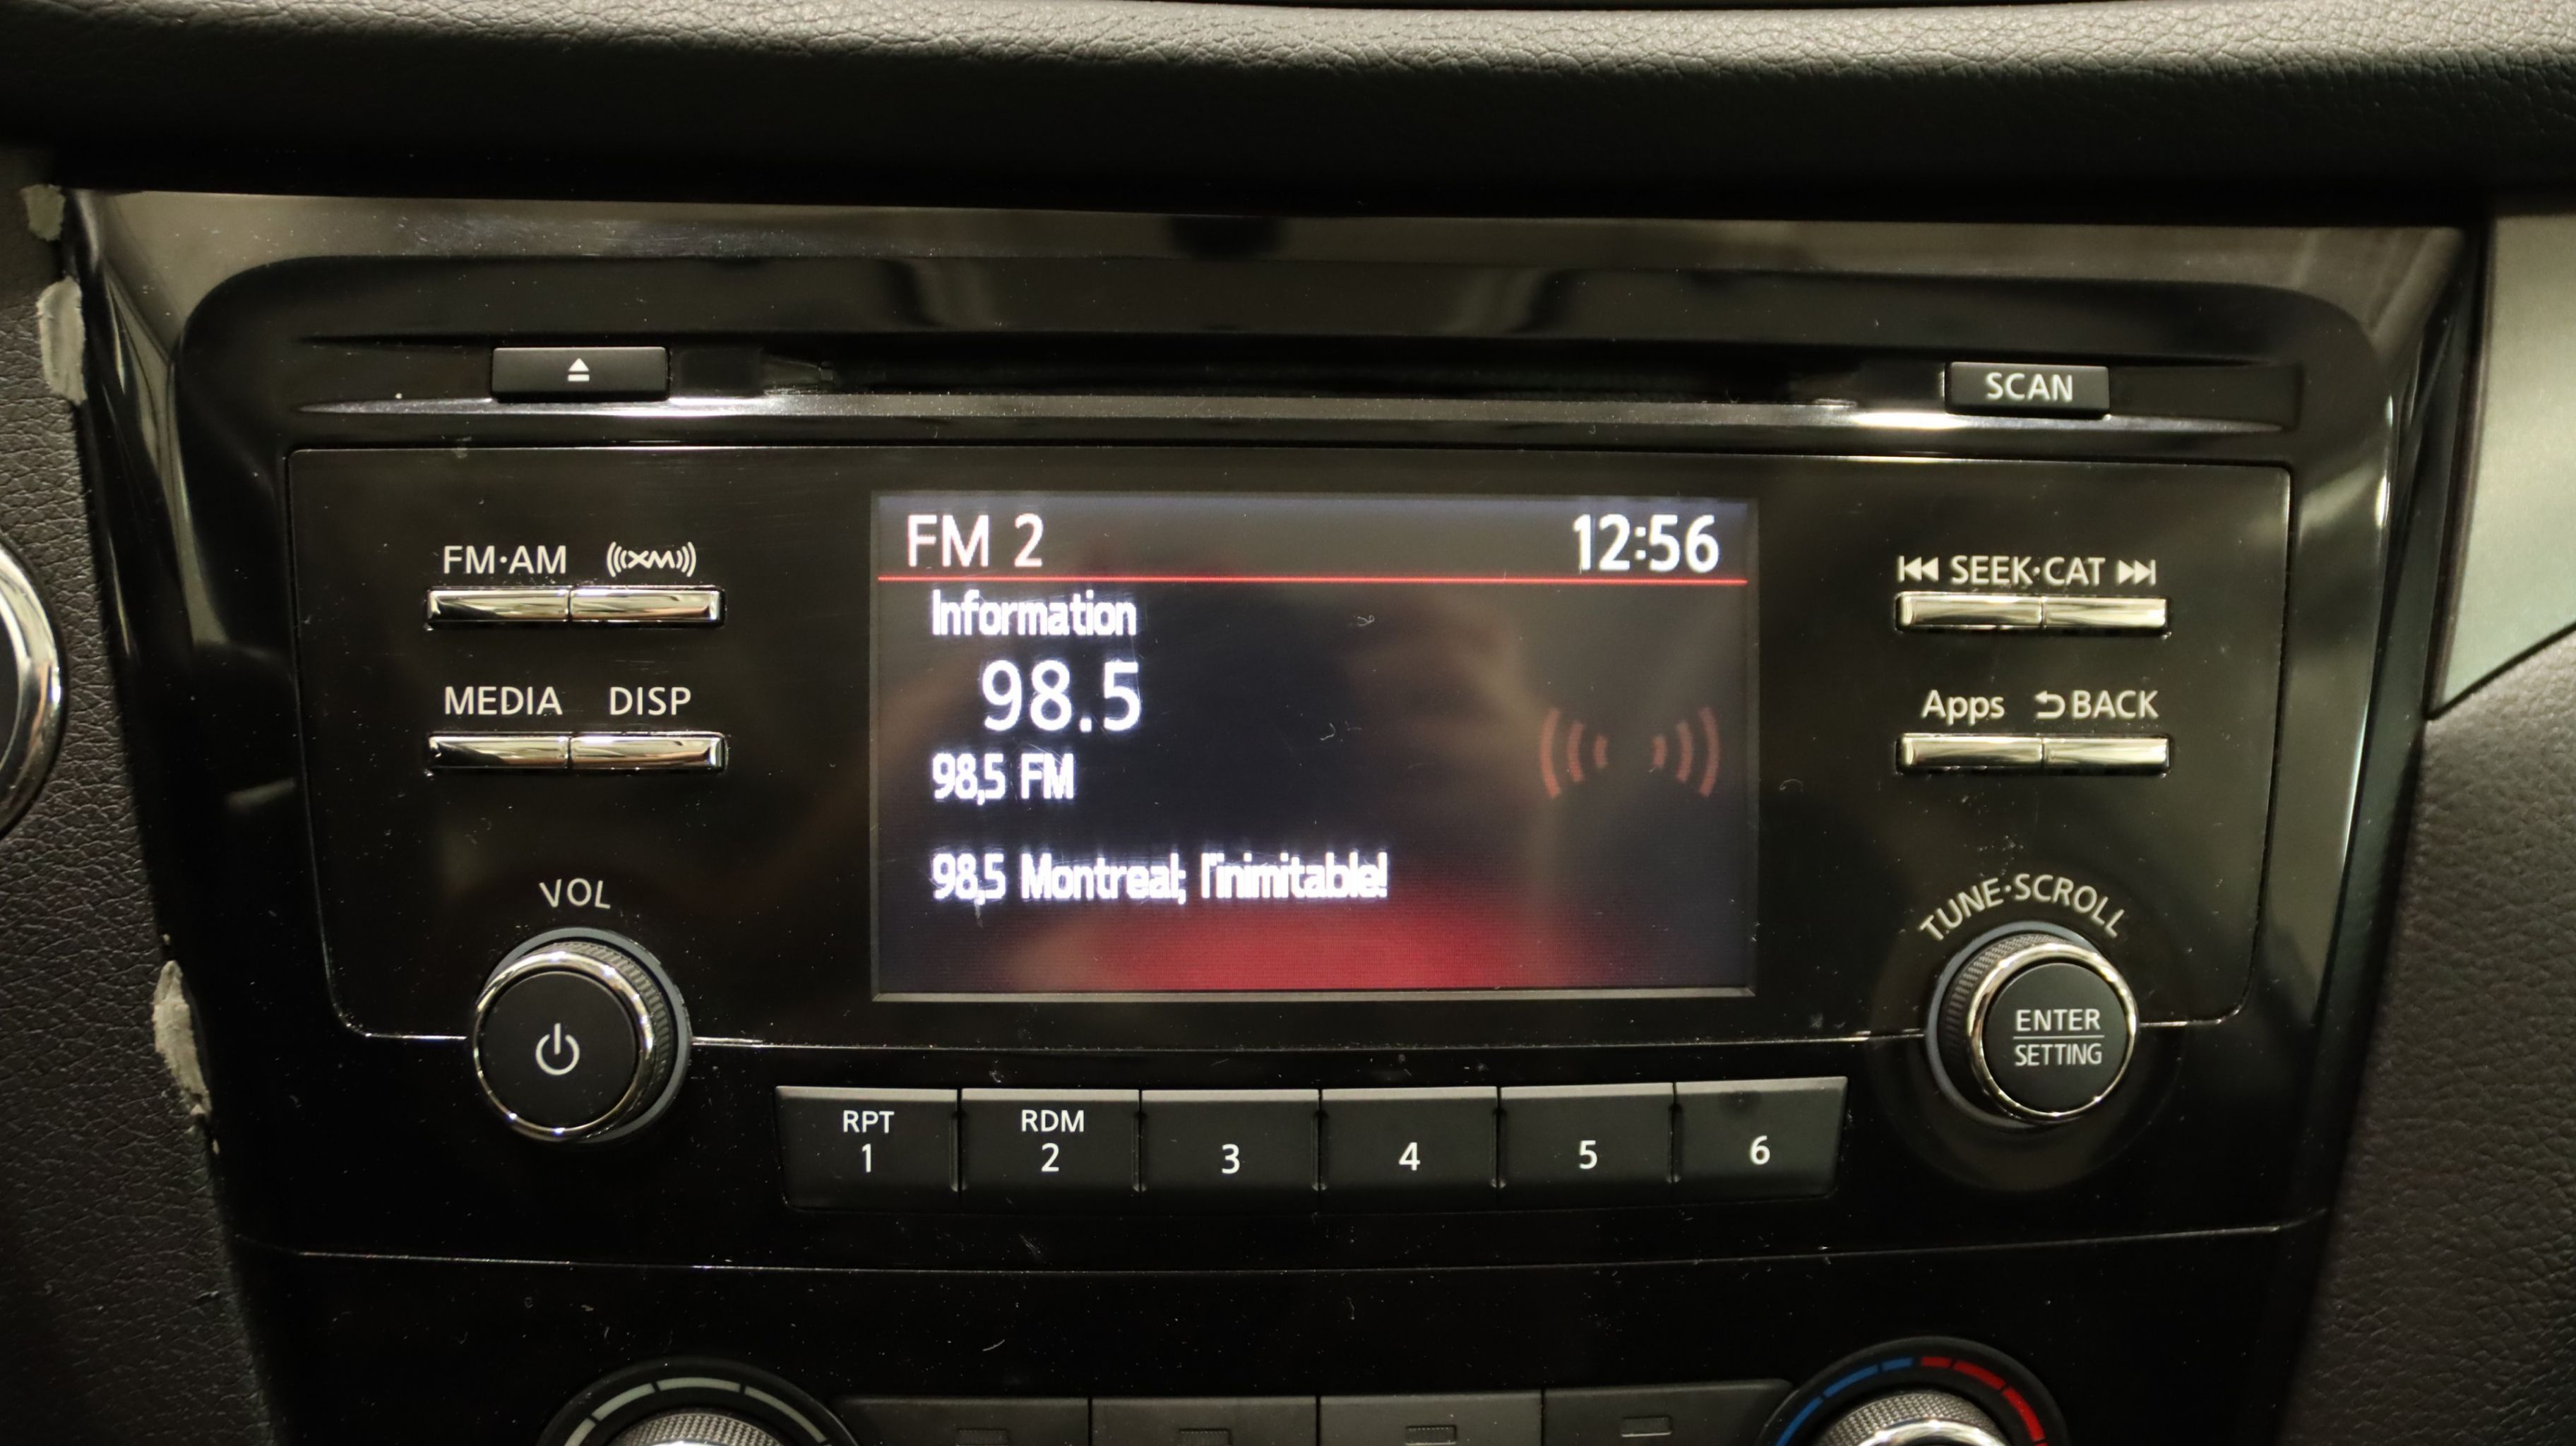 SCAN
FM·AM XM
FM 2 12:56
SEEK·CAT
Information
98.5
MEDIA DISP
Apps BACK
98,5 FM
98,5 Montreal; l'inimitable!
VOL
TUNE·SCROLL
ENTER
SETTING
RPT RDM
1 2 3 4 5 6